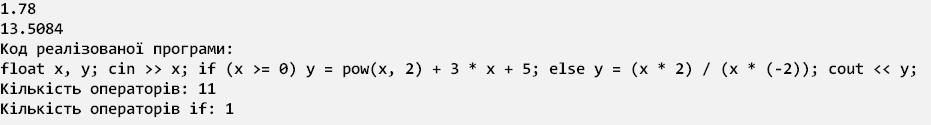 1.78
13.5084
Код реалізованої програми:
float x, y; cin >> x; if (x >= 0) y = pow(x, 2) + 3 * x + 5; else y = (x * 2) / (x * (-2)); cout << y;
Кількість операторів: 11
Кількість операторів if: 1